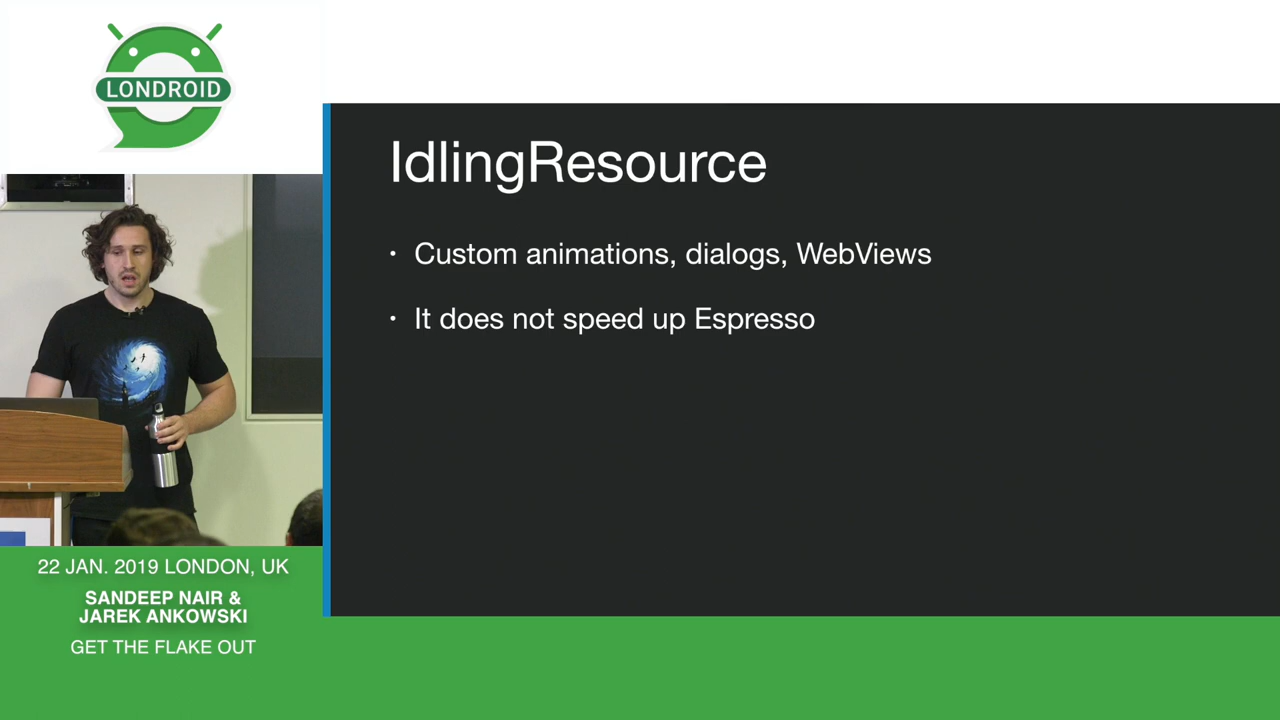 LONDROID
IdlingResource
• Custom animations, dialogs, WebViews
• It does not speed up Espresso
22 JAN. 2019 LONDON, UK
SANDEEP NAIR &
JAREK ANKOWSKI
GET THE FLAKE OUT